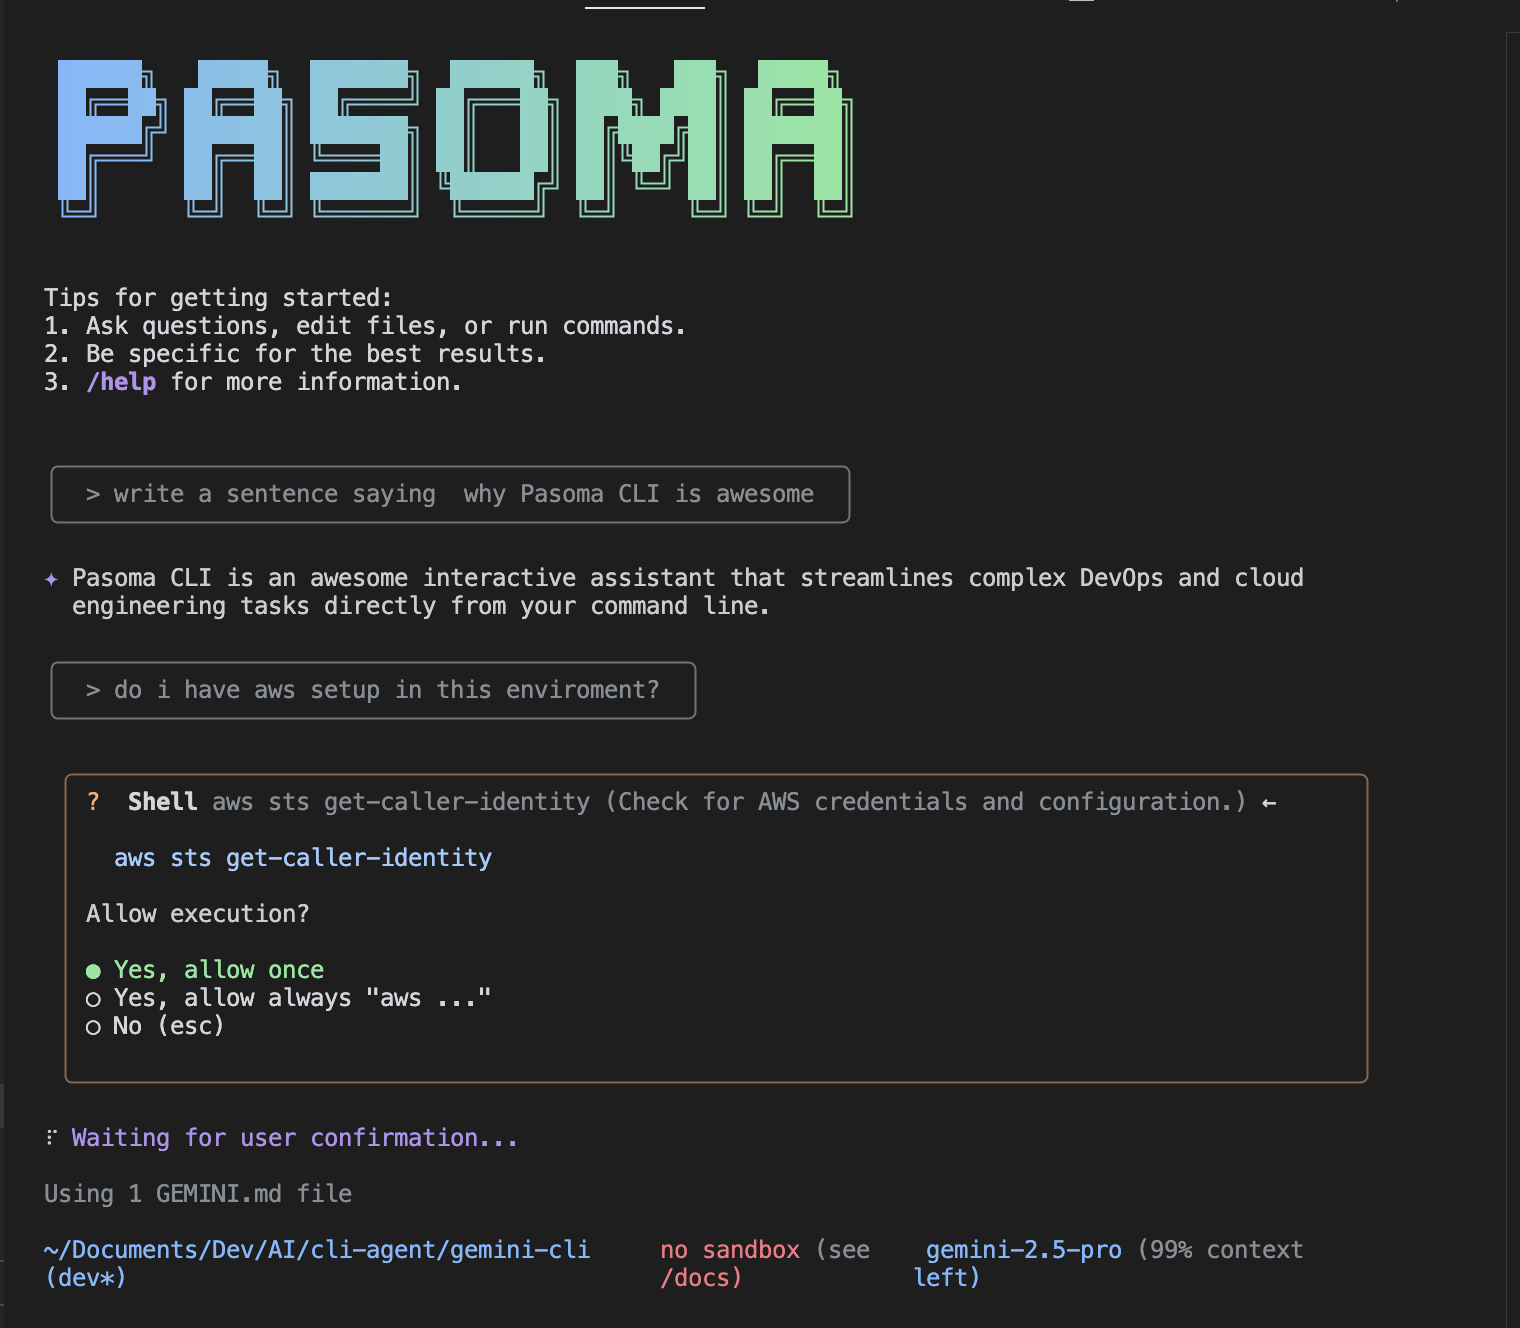 PASOMA
Tips for getting started:
1. Ask questions, edit files, or run commands.
2. Be specific for the best results.
3. /help for more information.
> write a sentence saying  why Pasoma CLI is awesome
✦ Pasoma CLI is an awesome interactive assistant that streamlines complex DevOps and cloud
engineering tasks directly from your command line.
> do i have aws setup in this enviroment?
?  Shell aws sts get-caller-identity (Check for AWS credentials and configuration.) ←
aws sts get-caller-identity
Allow execution?
● Yes, allow once
○ Yes, allow always "aws ..."
○ No (esc)
⠏ Waiting for user confirmation...
Using 1 GEMINI.md file
~/Documents/Dev/AI/cli-agent/gemini-cli no sandbox (see gemini-2.5-pro (99% context
(dev*) /docs) left)